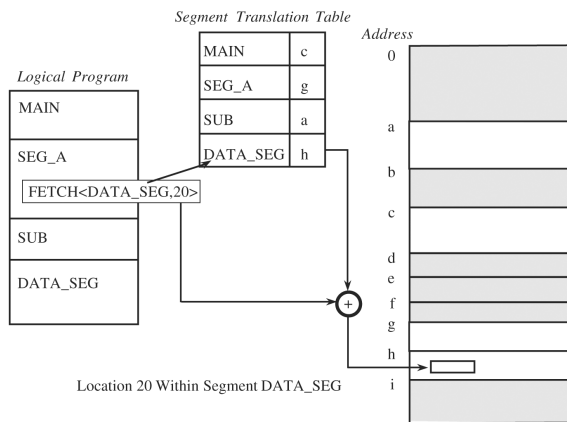 Segment Translation Table
Address
MAIN c
0
Logical Program
SEG_A g
MAIN
SUB a
a
SEG_A
DATA_SEG h
b
FETCH<DATA_SEG,20>
c
SUB
d
DATA_SEG
e
+
f
g
h
Location 20 Within Segment DATA_SEG
i